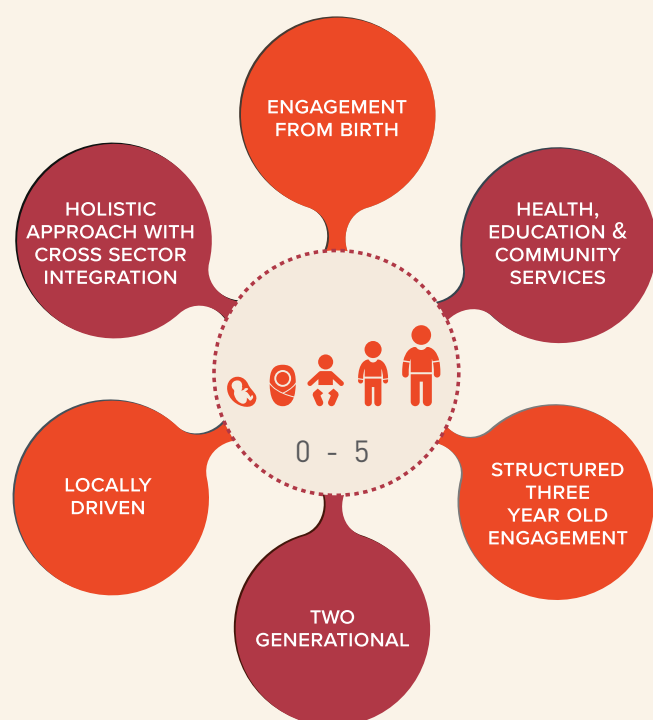 ENGAGEMENT
FROM BIRTH
HOLISTIC
APPROACH WITH
CROSS SECTOR
INTEGRATION
HEALTH,
EDUCATION &
COMMUNITY
SERVICES
0 - 5
LOCALLY
DRIVEN
STRUCTURED
THREE
YEAR OLD
ENGAGEMENT
TWO
GENERATIONAL